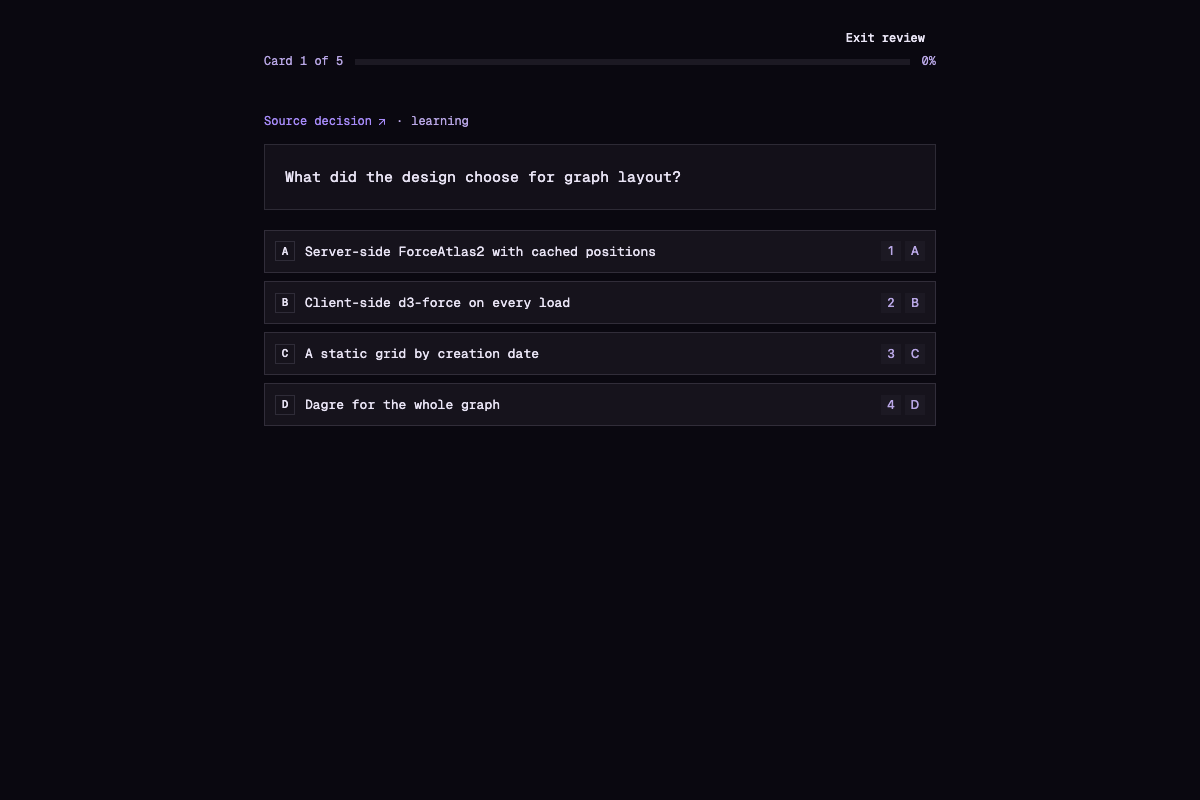 Exit review
Card 1 of 5 0%
Source decision ↗ · learning
What did the design choose for graph layout?
A Server-side ForceAtlas2 with cached positions 1 A
B Client-side d3-force on every load 2 B
C A static grid by creation date 3 C
D Dagre for the whole graph 4 D